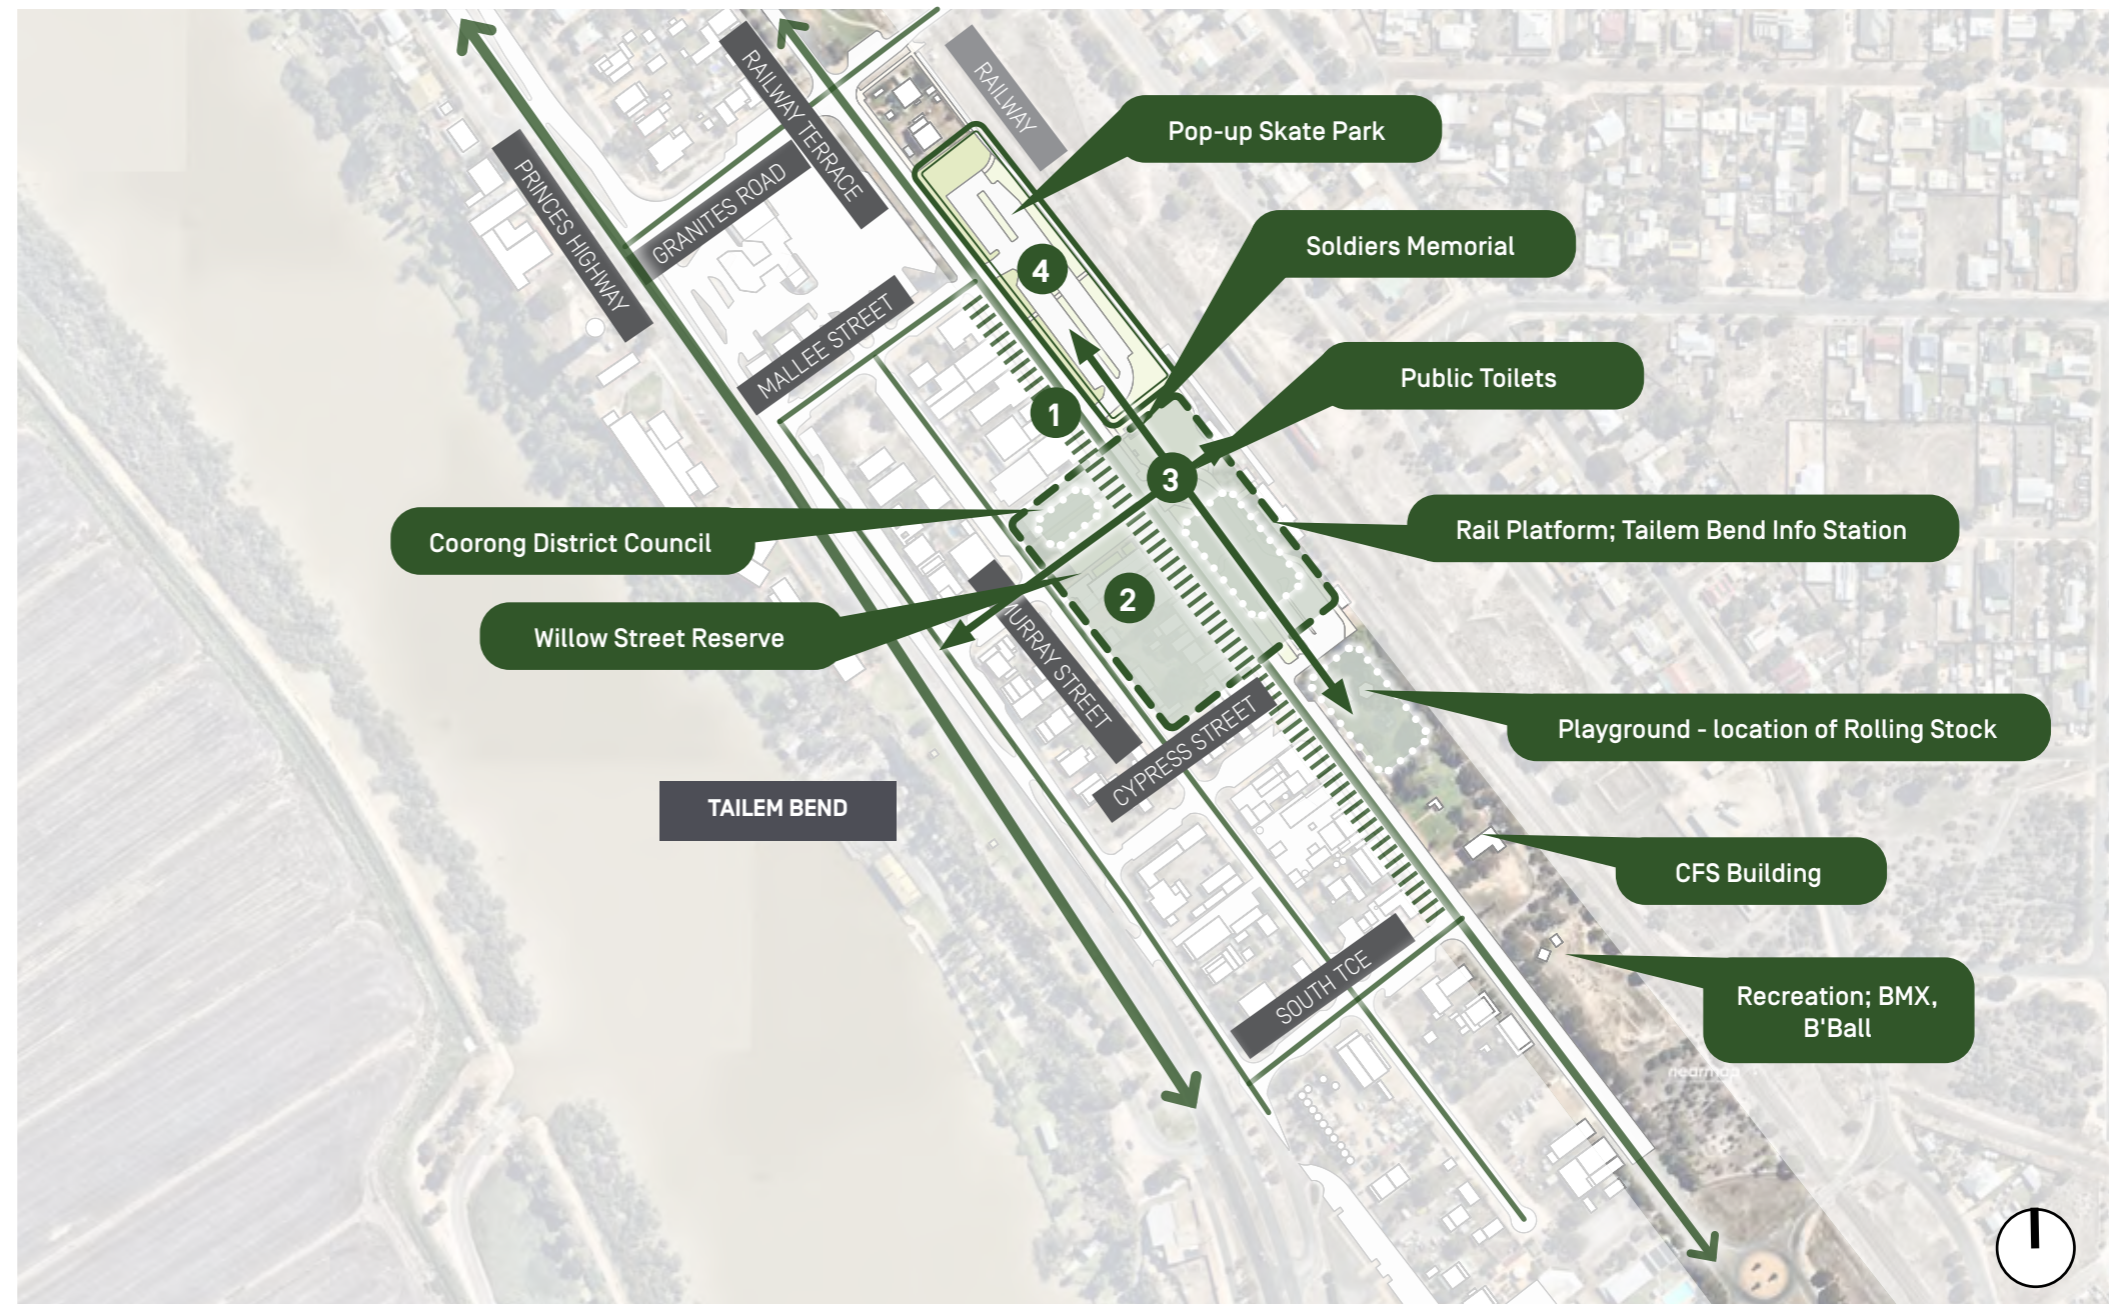 RAILWAY TERRACE
RAILWAY
PRINCES HIGHWAY
GRANITES ROAD
Pop-up Skate Park
Soldiers Memorial
4
MALLEE STREET
Public Toilets
1
3
Coorong District Council
Rail Platform; Tailem Bend Info Station
2
Willow Street Reserve
MURRAY STREET
CYPRESS STREET
Playground - location of Rolling Stock
TAILEM BEND
CFS Building
SOUTH TCE
Recreation; BMX,
B'Ball
nearmap